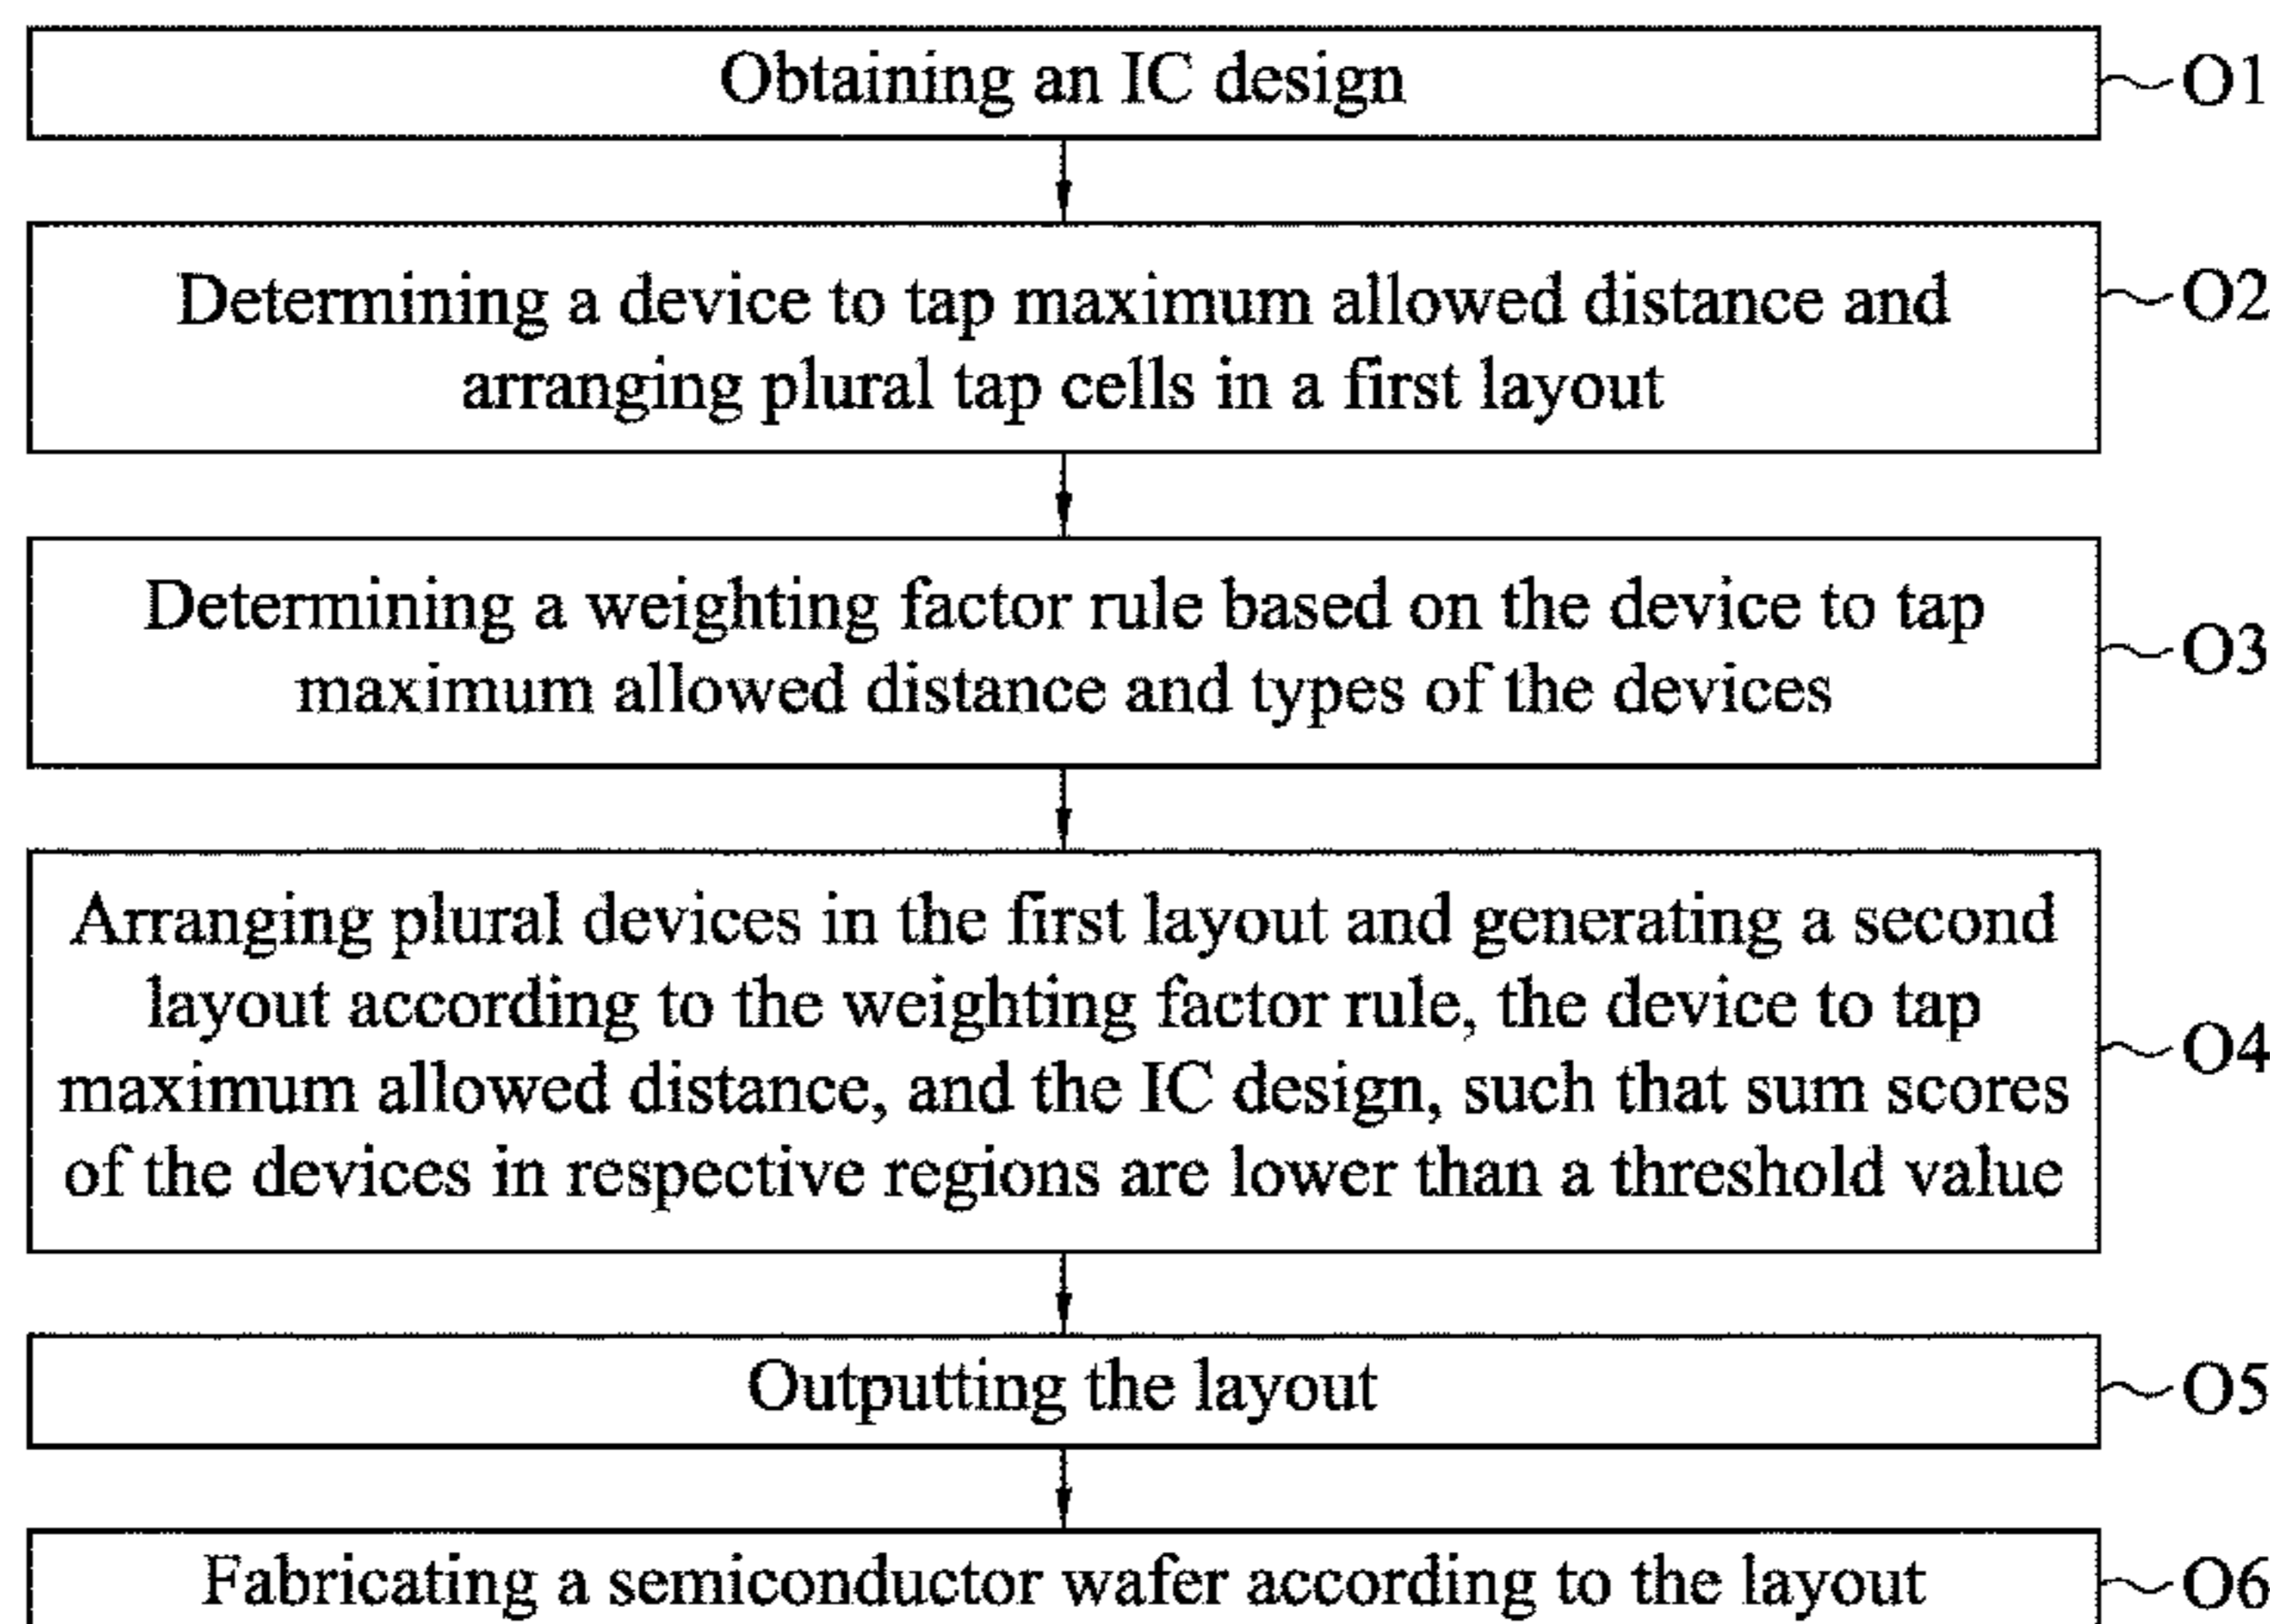 Obtaining an IC design
O1
Determining a device to tap maximum allowed distance and
arranging plural tap cells in a first layout
O2
Determining a weighting factor rule based on the device to tap
maximum allowed distance and types of the devices
O3
Arranging plural devices in the first layout and generating a second
layout according to the weighting factor rule, the device to tap
maximum allowed distance, and the IC design, such that sum scores
of the devices in respective regions are lower than a threshold value
O4
Outputting the layout
O5
Fabricating a semiconductor wafer according to the layout
O6